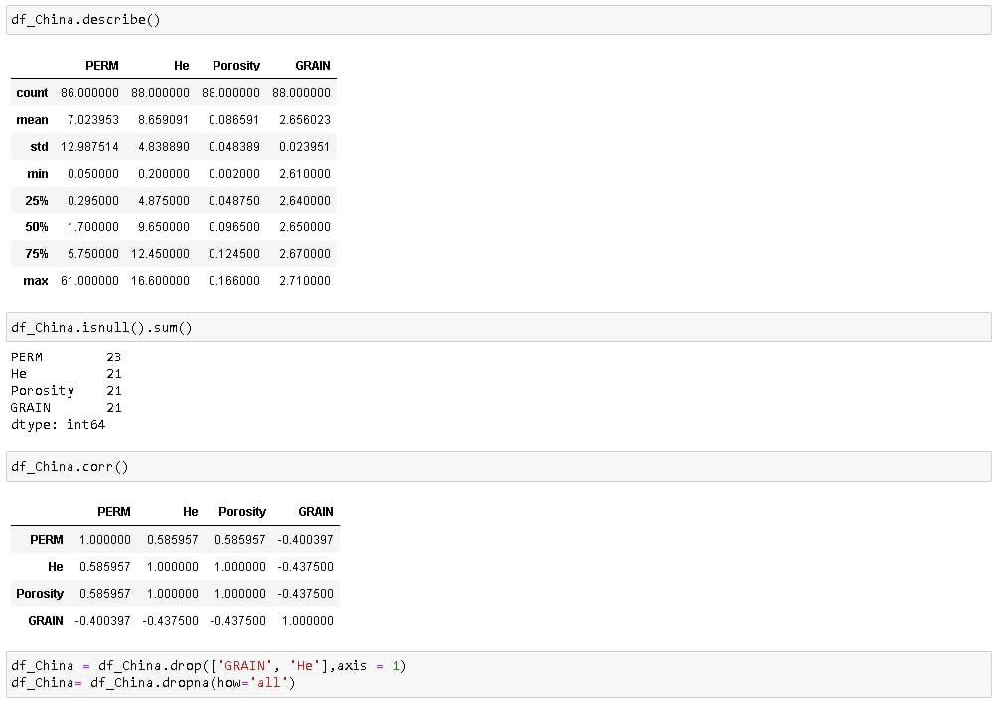 df_China.describe()
PERM He Porosity GRAIN
count 86.000000 88.000000 88.000000 88.000000
mean 7.023953 8.659091 0.086591 2.656023
std 12.987514 4.838890 0.048389 0.023951
min 0.050000 0.200000 0.002000 2.610000
25% 0.295000 4.875000 0.048750 2.640000
50% 1.700000 9.650000 0.096500 2.650000
75% 5.750000 12.450000 0.124500 2.670000
max 61.000000 16.600000 0.166000 2.710000
df_China.isnull().sum()
PERM 23
He 21
Porosity 21
GRAIN 21
dtype: int64
df_China.corr()
PERM He Porosity GRAIN
PERM 1.000000 0.585957 0.585957 -0.400397
He 0.585957 1.000000 1.000000 -0.437500
Porosity 0.585957 1.000000 1.000000 -0.437500
GRAIN -0.400397 -0.437500 -0.437500 1.000000
df_China = df_China.drop(['GRAIN', 'He'],axis = 1)
df_China= df_China.dropna(how='all')